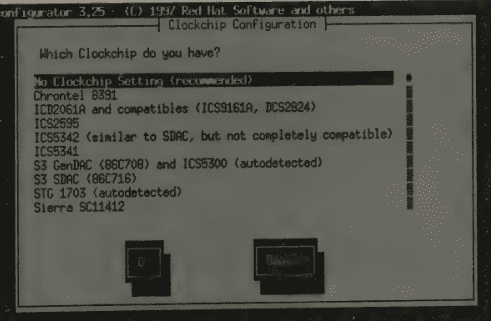 onfigurator 3.25 - (C) 1997 Red Hat Software and others
Clockchip Configuration
Which Clockchip do you have?
No Clockchip Setting (recommended)
Chrontel 8391
ICD2061A and compatibles (ICS9161A, DCS2824)
ICS2595
ICS5342 (similar to SDAC, but not completely compatible)
ICS5341
S3 GenDAC (86C708) and ICS5300 (autodetected)
S3 SDAC (86C716)
STG 1703 (autodetected)
Sierra SC11412